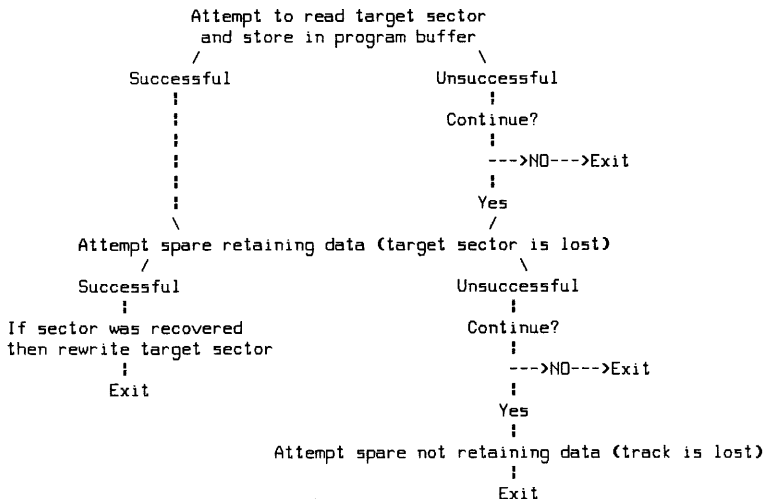 Attempt to read target sector
and store in program buffer
/ \
Successful Unsuccessful
Continue?
--->NO--->Exit
Yes
\ /
Attempt spare retaining data (target sector is lost)
/ \
Successful Unsuccessful
If sector was recovered Continue?
then rewrite target sector
--->NO--->Exit
Exit
Yes
Attempt spare not retaining data (track is lost)
Exit